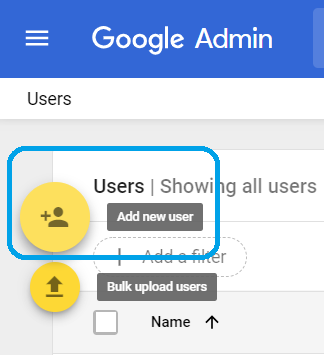 Google Admin
Users
Users | Showing all users
Add new user
Add a filter
Bulk upload users
Name